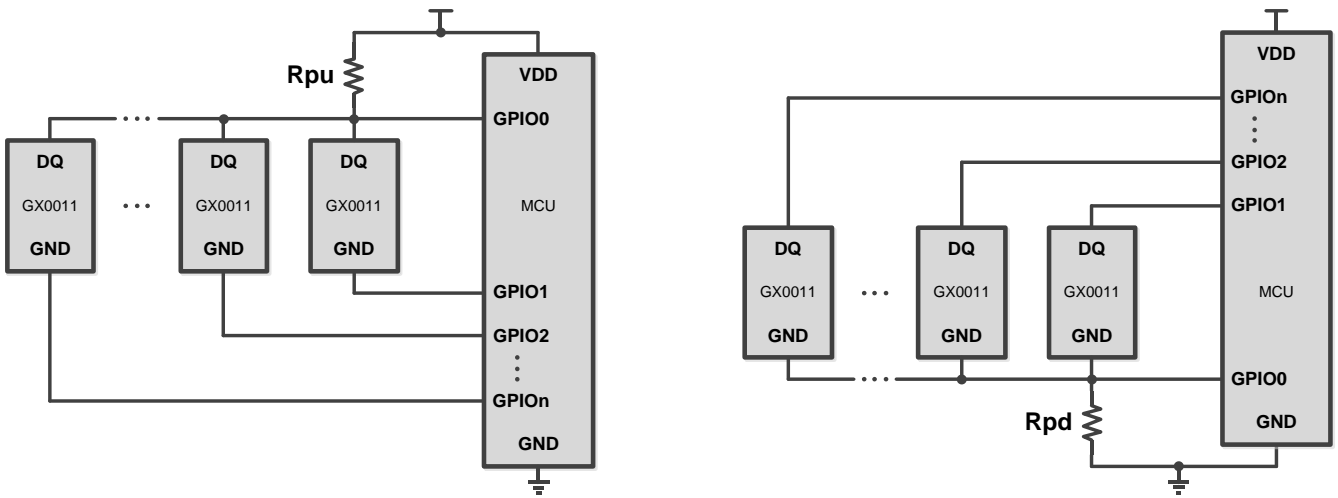 Rpu
VDD
GPIO0
DQ
GX0011
GND
...
DQ
GX0011
GND
DQ
GX0011
GND
MCU
GPIO1
GPIO2
GPIOn
GND
VDD
GPIOn
GPIO2
GPIO1
DQ
GX0011
GND
...
DQ
GX0011
GND
DQ
GX0011
GND
MCU
GPIO0
Rpd
GND